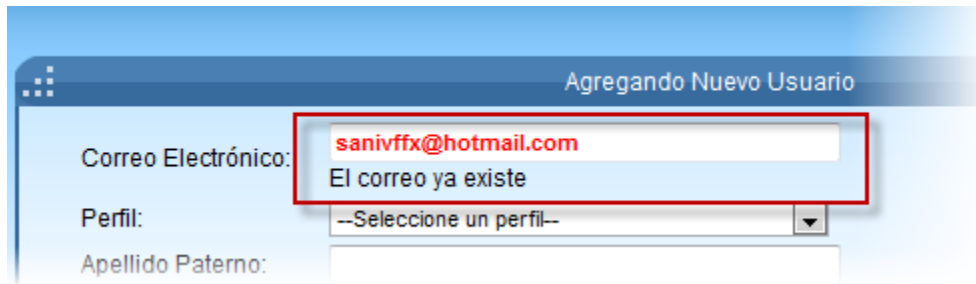 Agregando Nuevo Usuario
Correo Electrónico: sanivffx@hotmail.com
El correo ya existe
Perfil: --Seleccione un perfil--
Apellido Paterno: